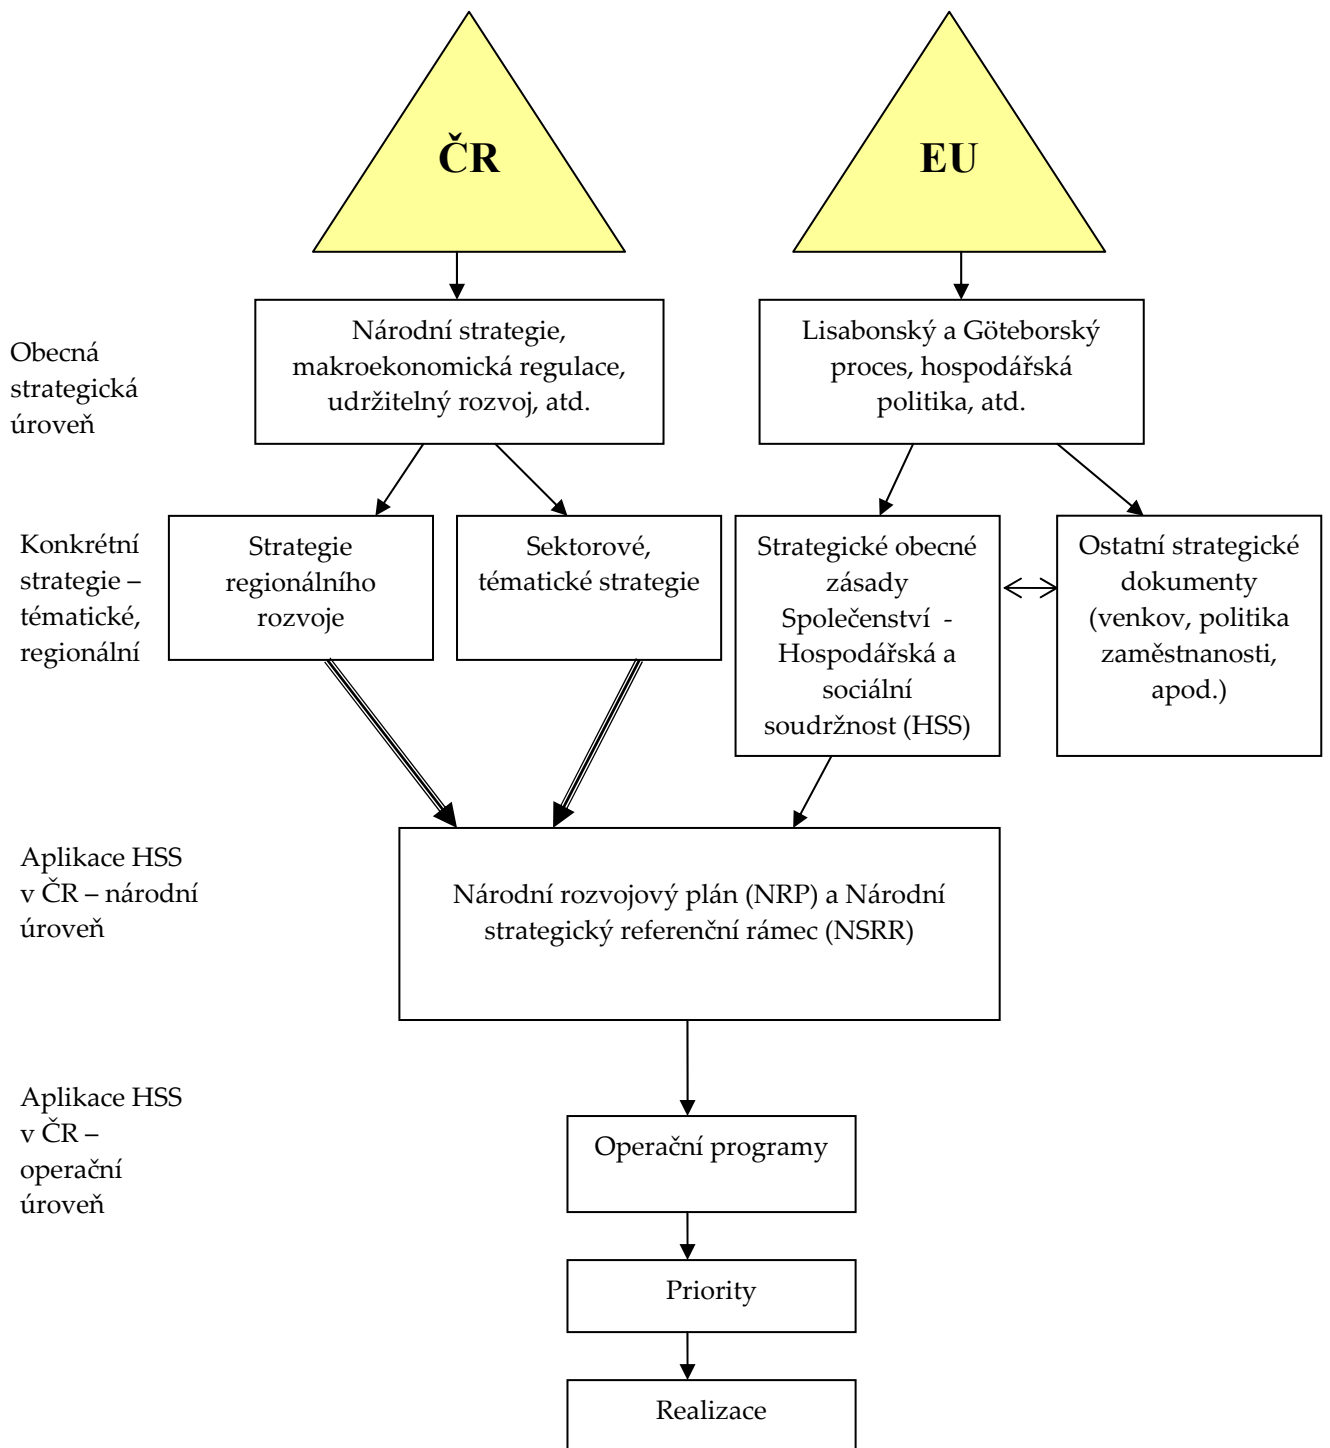 ČR
EU
Obecná
strategická
úroveň
Národní strategie,
makroekonomická regulace,
udržitelný rozvoj, atd.
Lisabonský a Göteborský
proces, hospodářská
politika, atd.
Konkrétní
strategie –
tématické,
regionální
Strategie
regionálního
rozvoje
Sektorové,
tématické strategie
Strategické obecné
zásady
Společenství -
Hospodářská a
sociální
soudržnost (HSS)
Ostatní strategické
dokumenty
(venkov, politika
zaměstnanosti,
apod.)
Aplikace HSS
v ČR – národní
úroveň
Národní rozvojový plán (NRP) a Národní
strategický referenční rámec (NSRR)
Aplikace HSS
v ČR –
operační
úroveň
Operační programy
Priority
Realizace